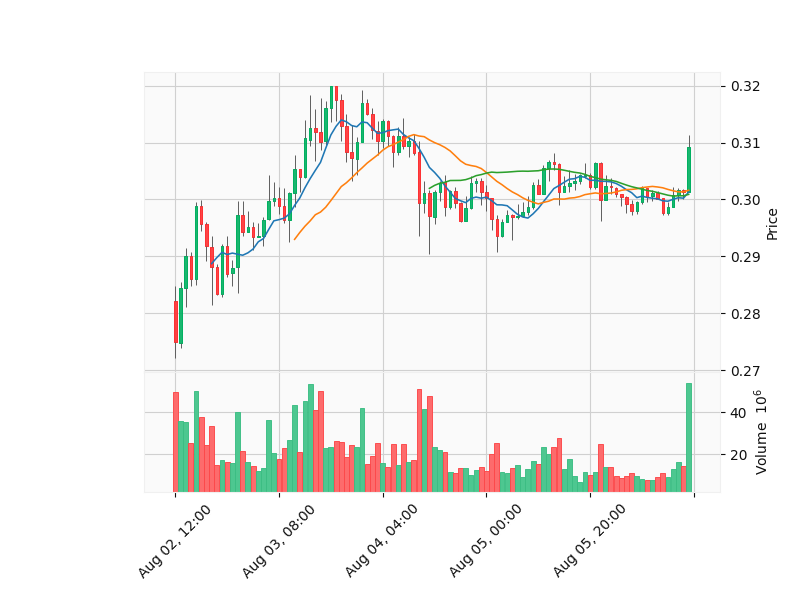 0.32
0.31
0.30
0.29
0.28
0.27
Price
40
20
Volume 10^6
Aug 02, 12:00
Aug 03, 08:00
Aug 04, 04:00
Aug 05, 00:00
Aug 05, 20:00